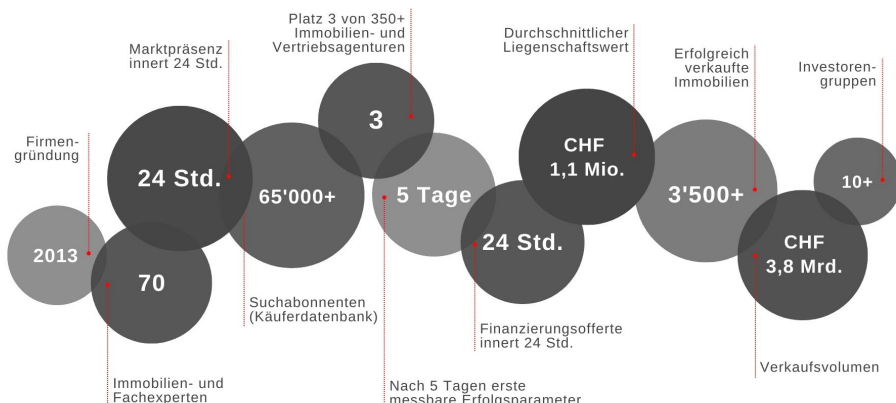 Platz 3 von 350+
Immobilien- und
Vertriebsagenturen
Durchschnittlicher
Liegenschaftswert
Marktpräsenz
innert 24 Std.
Erfolgreich
verkaufte
Immobilien
Investoren-
gruppen
Firmen-
gründung
3
CHF
1,1 Mio.
24 Std.
65'000+
5 Tage
3'500+
10+
2013
70
24 Std.
CHF
3,8 Mrd.
Suchabonnenten
(Käuferdatenbank)
Finanzierungsofferte
innert 24 Std.
Verkaufsvolumen
Immobilien- und
Fachexperten
Nach 5 Tagen erste
messbare Erfolgsparameter